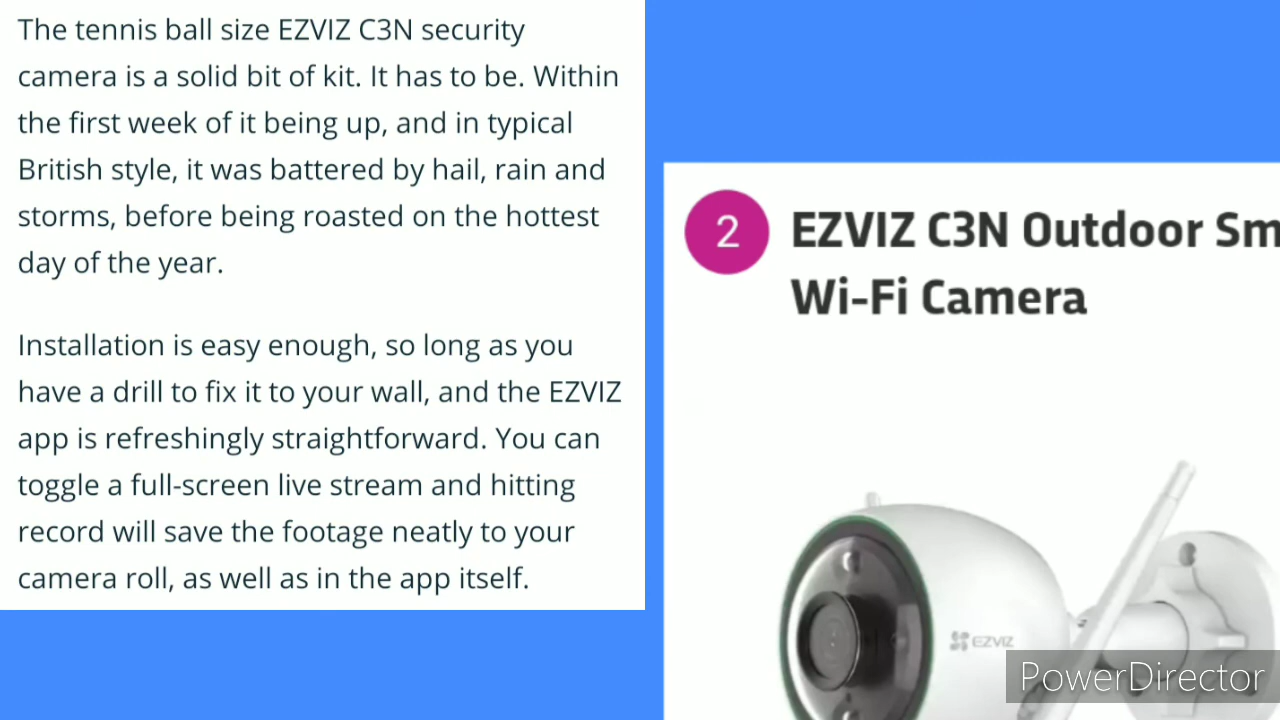 The tennis ball size EZVIZ C3N security
camera is a solid bit of kit. It has to be. Within
the first week of it being up, and in typical
British style, it was battered by hail, rain and
storms, before being roasted on the hottest
day of the year.
Installation is easy enough, so long as you
have a drill to fix it to your wall, and the EZVIZ
app is refreshingly straightforward. You can
toggle a full-screen live stream and hitting
record will save the footage neatly to your
camera roll, as well as in the app itself.
2
EZVIZ C3N Outdoor Sm
Wi-Fi Camera
EZVIZ
PowerDirector